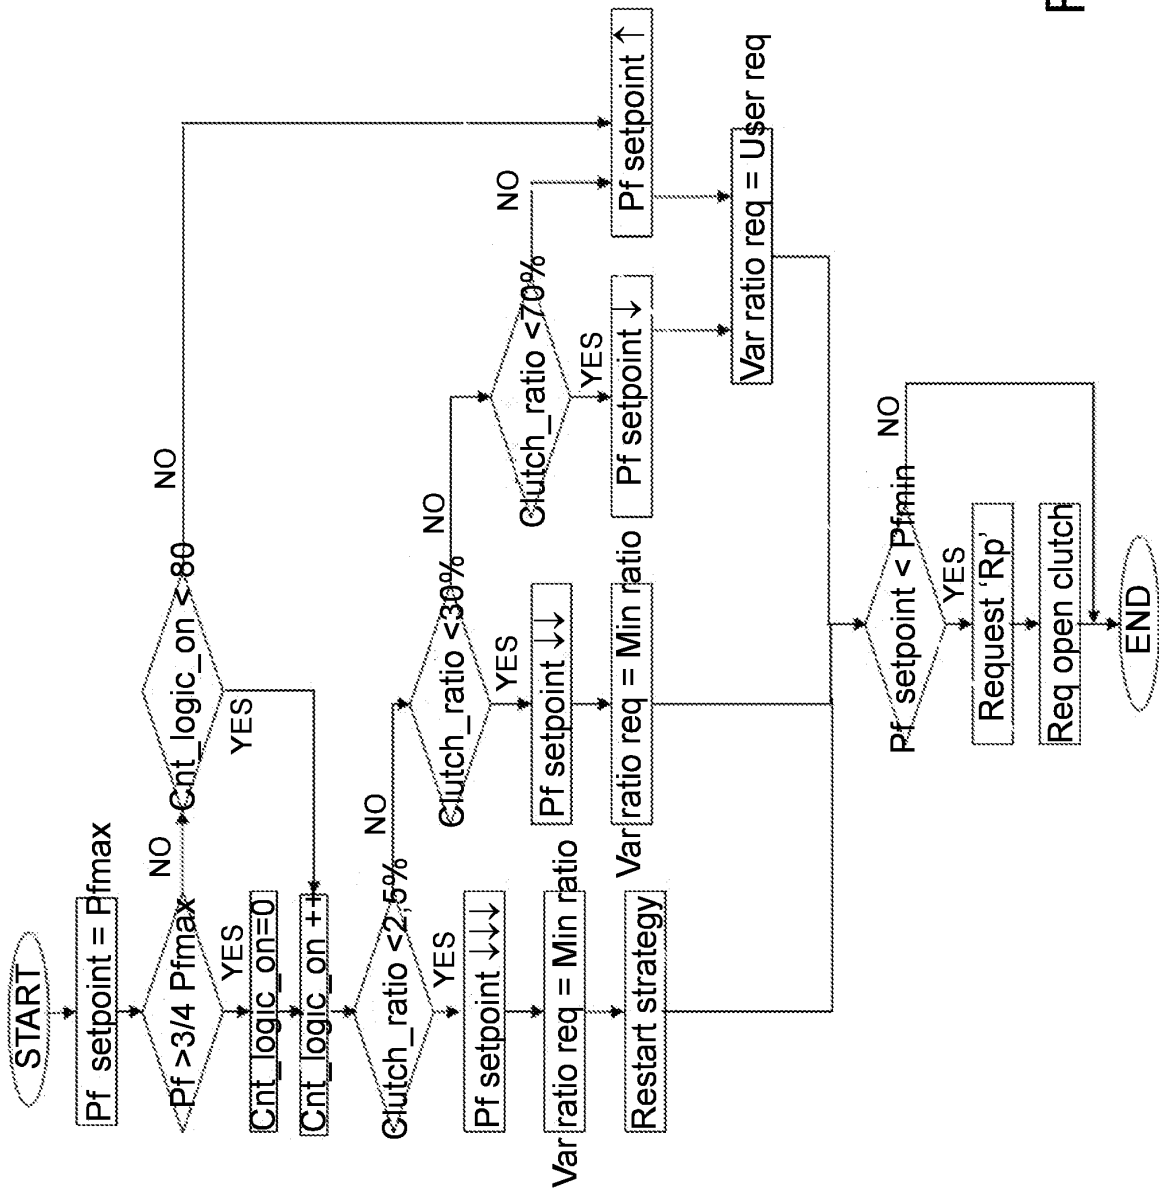 START
Pf setpoint = Pfmax
Pf >3/4 Pfmax
NO
Cnt_logic_on < 80
NO
YES
YES
Cnt_logic_on=0
Cnt_logic_on ++
Clutch_ratio <2,5%
NO
Clutch_ratio <30%
NO
Clutch_ratio <70%
NO
YES
YES
YES
Pf setpoint ↓↓↓
Pf setpoint ↓↓
Pf setpoint ↓
Pf setpoint ↑
Var ratio req = Min ratio
Var ratio req = Min ratio
Var ratio req = User req
Restart strategy
Pf setpoint < Pfmin
NO
YES
Request ‘Rp’
Req open clutch
END